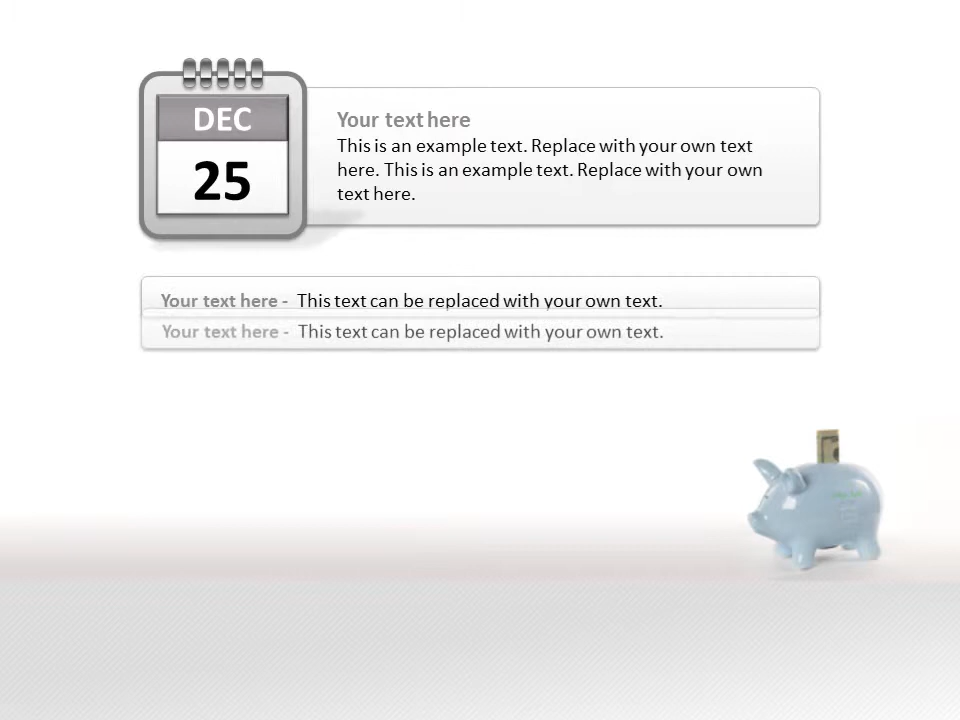 DEC
25
Your text here
This is an example text. Replace with your own text
here. This is an example text. Replace with your own
text here.
Your text here - This text can be replaced with your own text.
Your text here - This text can be replaced with your own text.